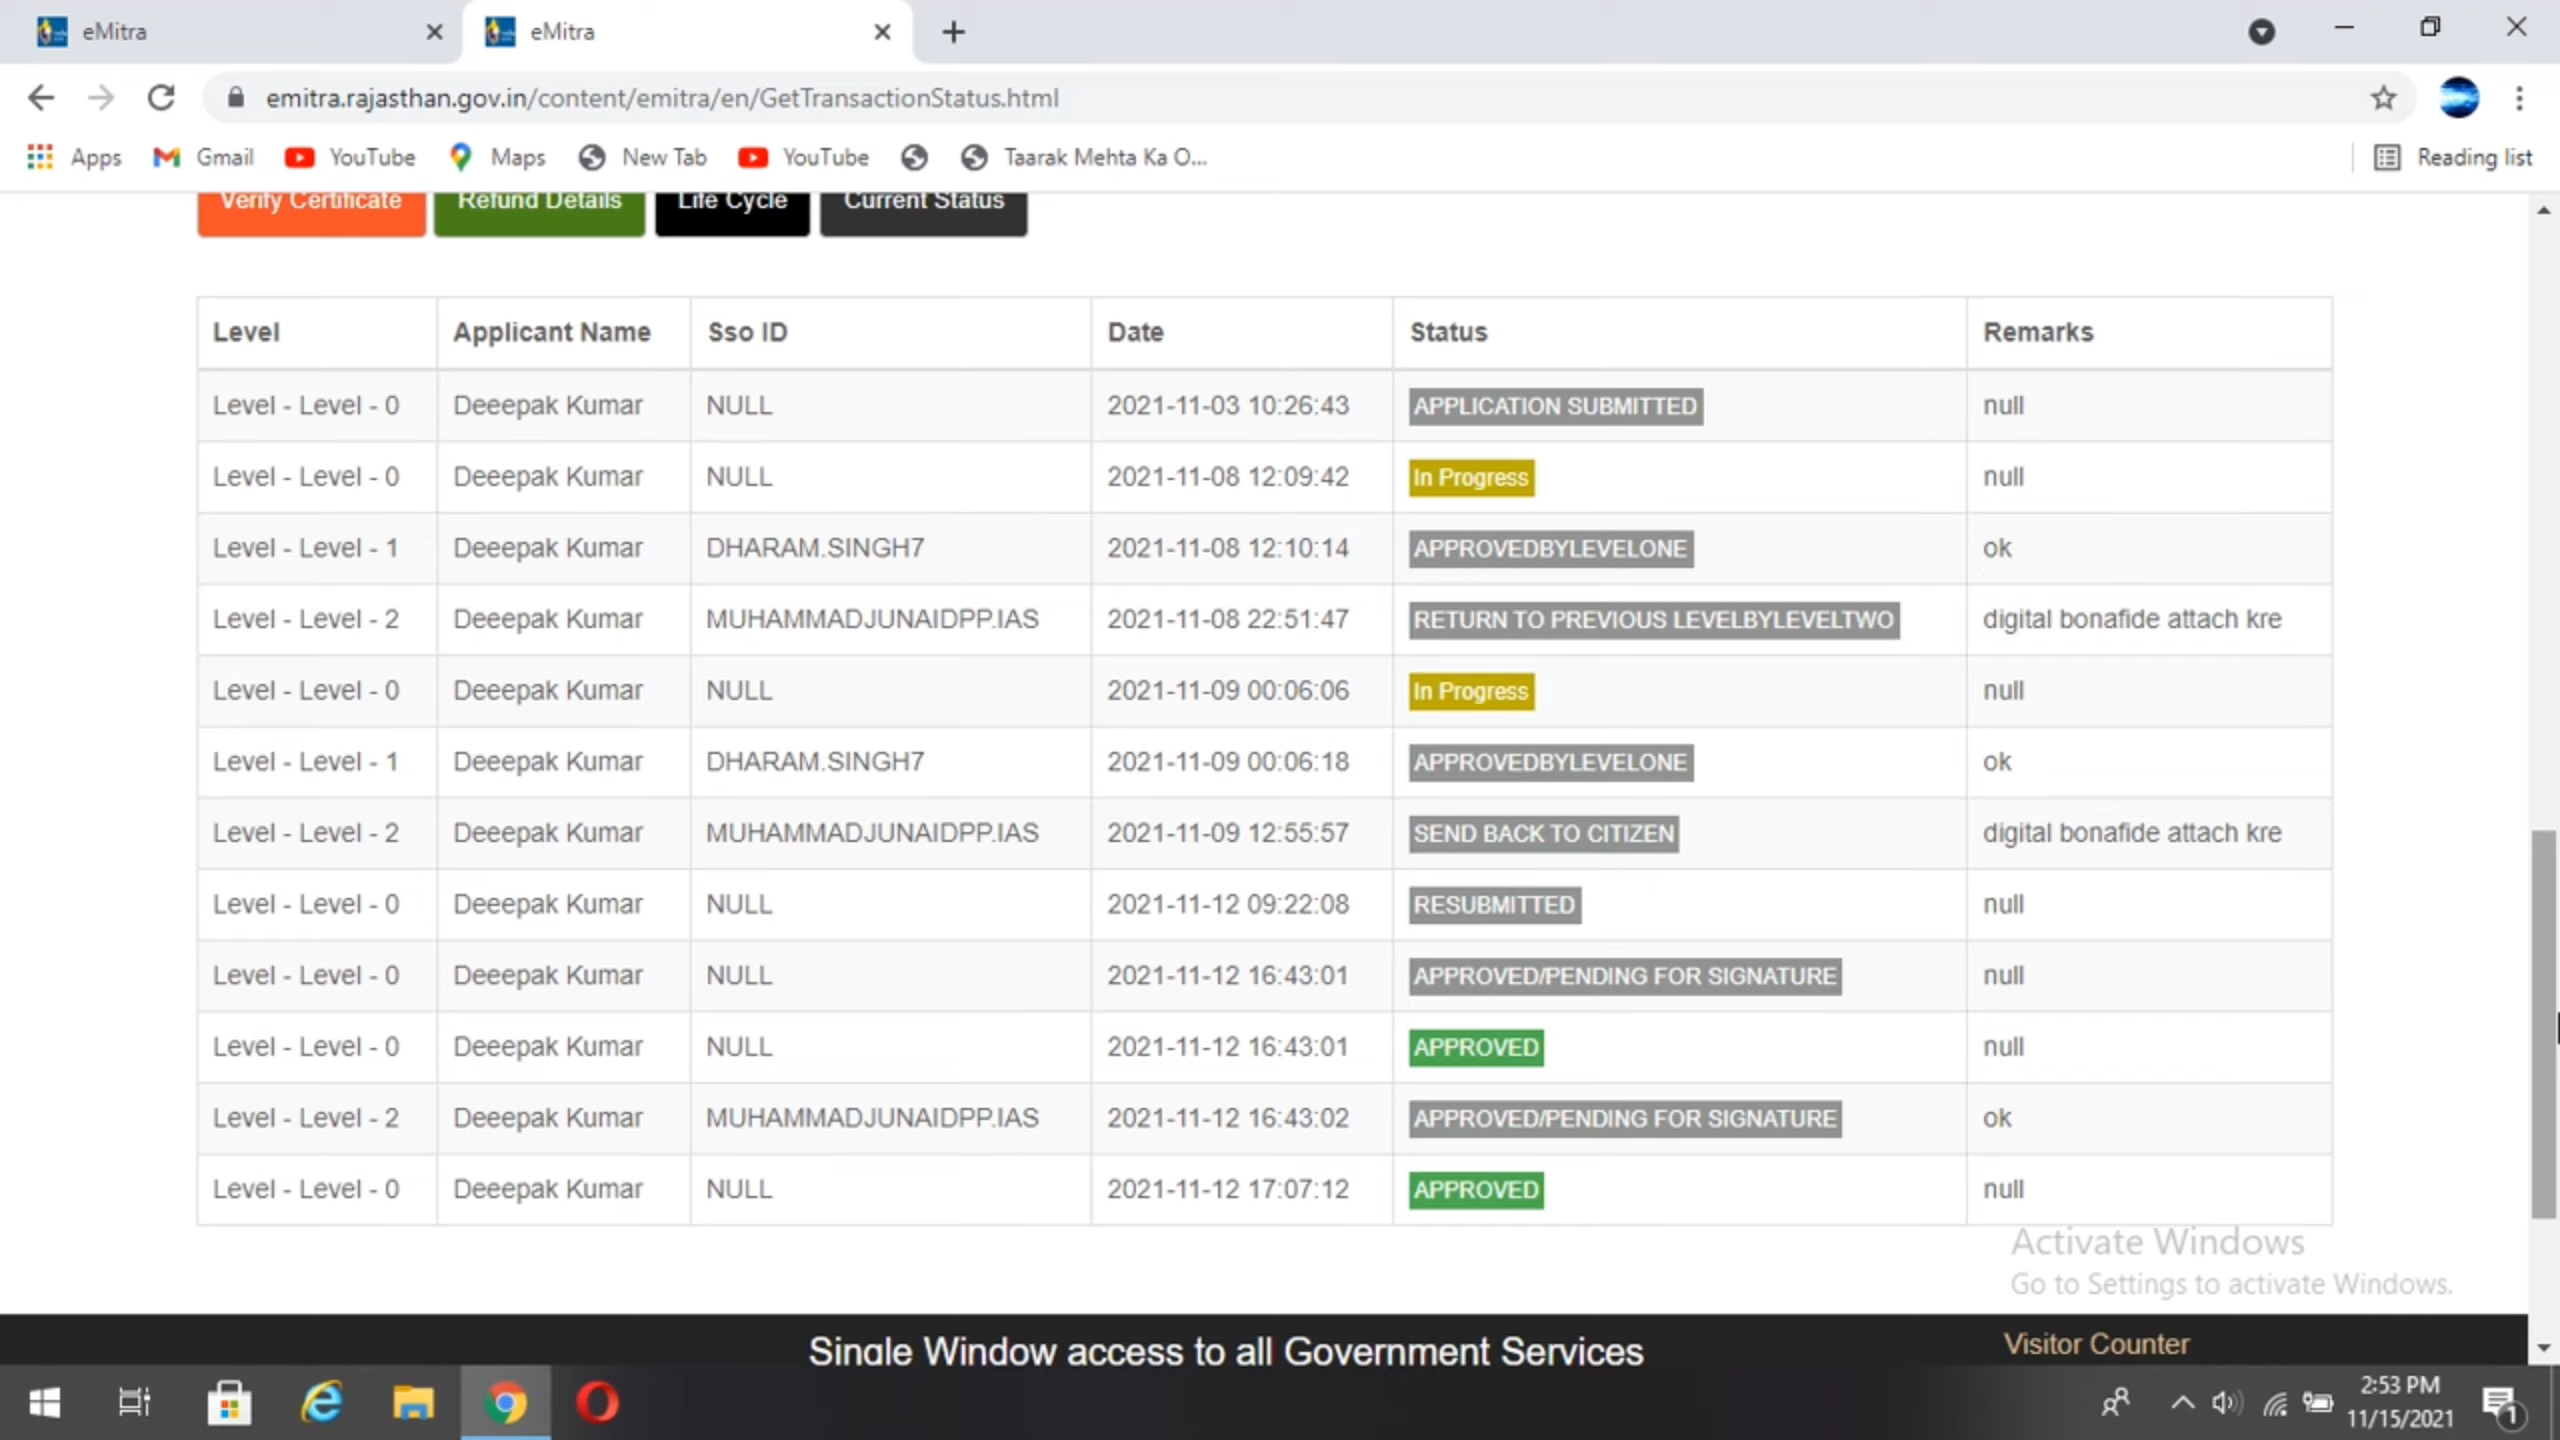 eMitra
eMitra
emitra.rajasthan.gov.in/content/emitra/en/GetTransactionStatus.html
Apps Gmail YouTube Maps New Tab YouTube Taarak Mehta Ka O... Reading list
Verify Certificate Refund Details Life Cycle Current Status
Level Applicant Name Sso ID Date Status Remarks
Level - Level - 0 Deeepak Kumar NULL 2021-11-03 10:26:43 APPLICATION SUBMITTED null
Level - Level - 0 Deeepak Kumar NULL 2021-11-08 12:09:42 In Progress null
Level - Level - 1 Deeepak Kumar DHARAM.SINGH7 2021-11-08 12:10:14 APPROVEDBYLEVELONE ok
Level - Level - 2 Deeepak Kumar MUHAMMADJUNAIDPP.IAS 2021-11-08 22:51:47 RETURN TO PREVIOUS LEVELBYLEVELTWO digital bonafide attach kre
Level - Level - 0 Deeepak Kumar NULL 2021-11-09 00:06:06 In Progress null
Level - Level - 1 Deeepak Kumar DHARAM.SINGH7 2021-11-09 00:06:18 APPROVEDBYLEVELONE ok
Level - Level - 2 Deeepak Kumar MUHAMMADJUNAIDPP.IAS 2021-11-09 12:55:57 SEND BACK TO CITIZEN digital bonafide attach kre
Level - Level - 0 Deeepak Kumar NULL 2021-11-12 09:22:08 RESUBMITTED null
Level - Level - 0 Deeepak Kumar NULL 2021-11-12 16:43:01 APPROVED/PENDING FOR SIGNATURE null
Level - Level - 0 Deeepak Kumar NULL 2021-11-12 16:43:01 APPROVED null
Level - Level - 2 Deeepak Kumar MUHAMMADJUNAIDPP.IAS 2021-11-12 16:43:02 APPROVED/PENDING FOR SIGNATURE ok
Level - Level - 0 Deeepak Kumar NULL 2021-11-12 17:07:12 APPROVED null
Activate Windows
Go to Settings to activate Windows.
Single Window access to all Government Services
Visitor Counter
2:53 PM
11/15/2021
1